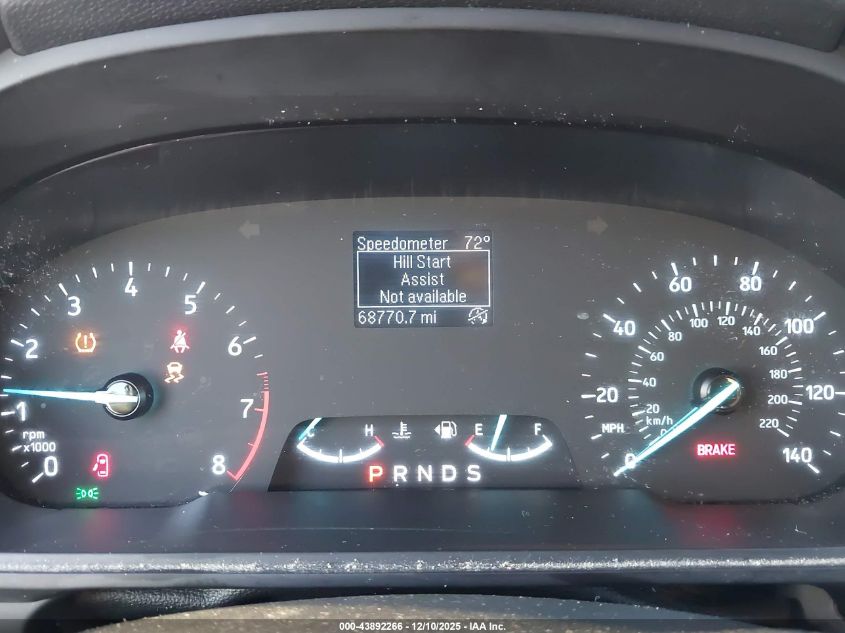 Speedometer 72°
Hill Start
Assist
Not available
68770.7 mi
0 1 2 3 4 5 6 7 8
rpm
x1000
C H
E F
P R N D S
0 20 40 60 80 100 120 140
MPH
0 20 40 60 80 100 120 140 160 180 200 220
km/h
BRAKE
000-43892266 - 12/10/2025 - IAA Inc.